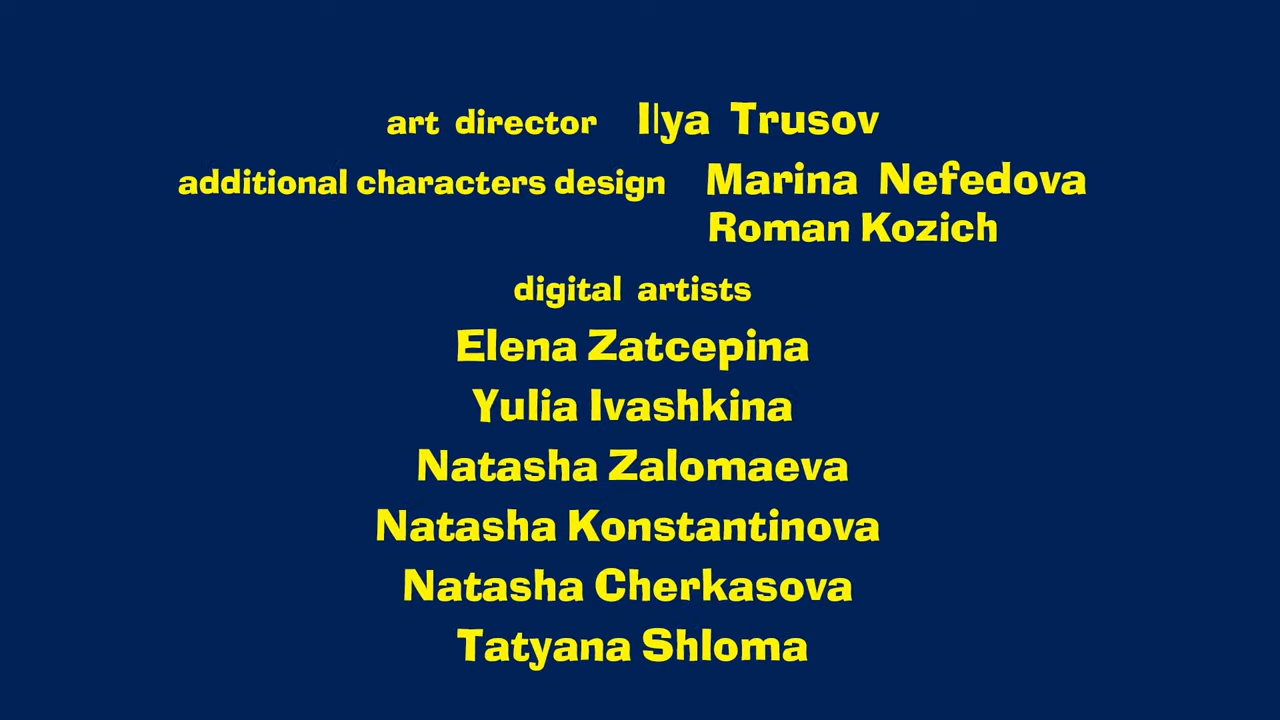 art director Ilya Trusov
additional characters design Marina Nefedova
Roman Kozich
digital artists
Elena Zatcepina
Yulia Ivashkina
Natasha Zalomaeva
Natasha Konstantinova
Natasha Cherkasova
Tatyana Shloma